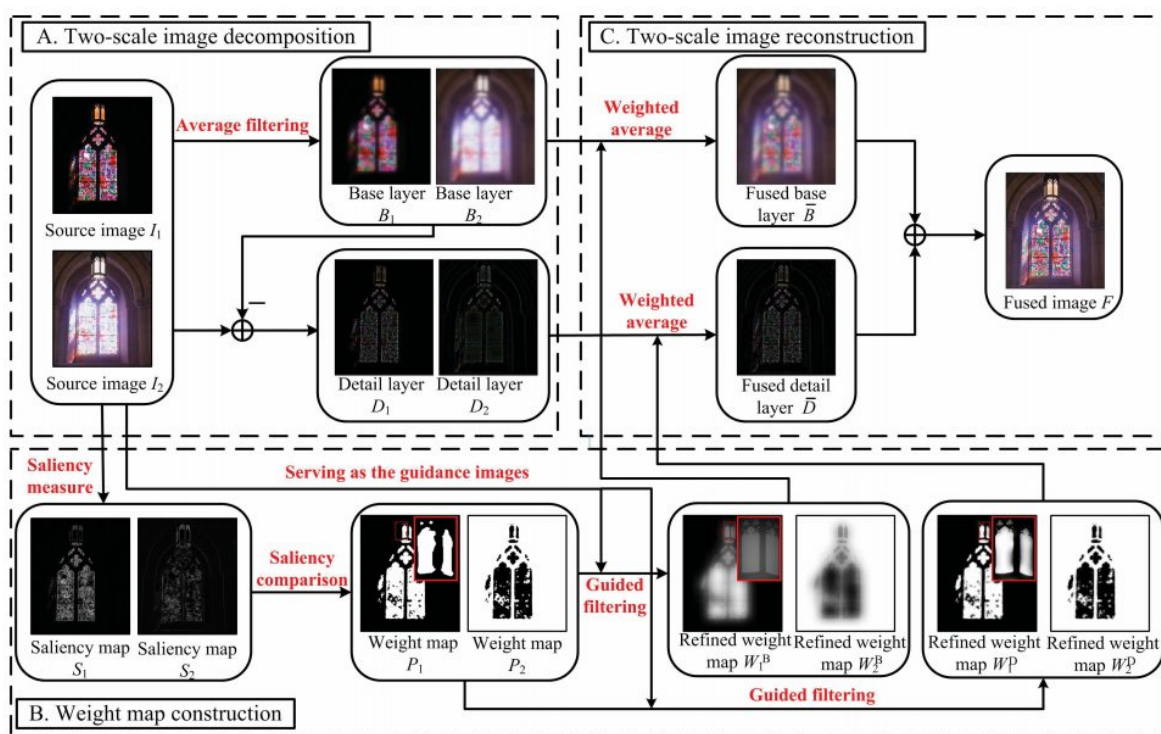 A. Two-scale image decomposition
Source image I₁
Source image I₂
Average filtering
Base layer B₁
Base layer B₂
Detail layer D₁
Detail layer D₂
C. Two-scale image reconstruction
Weighted average
Fused base layer B̅
Weighted average
Fused detail layer D̅
Fused image F
Saliency measure
Serving as the guidance images
Saliency map S₁
Saliency map S₂
Saliency comparison
Weight map P₁
Weight map P₂
Guided filtering
Refined weight map W₁ᴮ
Refined weight map W₂ᴮ
Refined weight map W₁ᴰ
Refined weight map W₂ᴰ
Guided filtering
B. Weight map construction